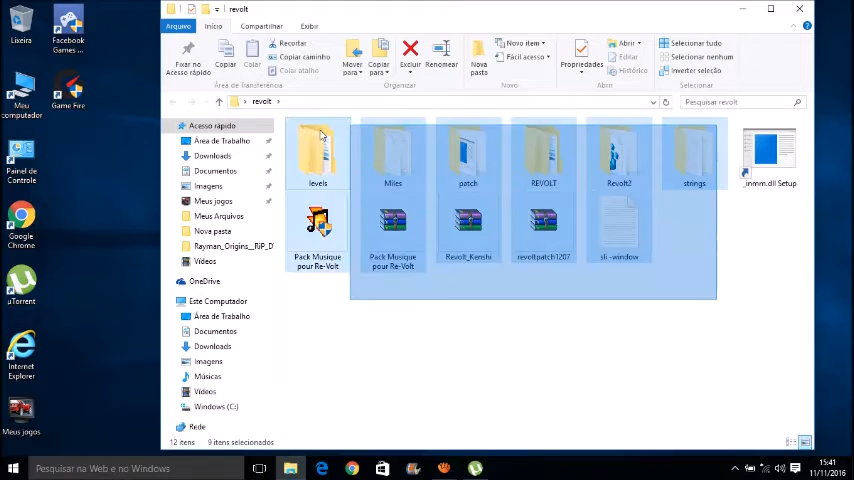 revolt
Arquivo
Início
Compartilhar
Exibir
Fixar no
Acesso rápido
Copiar
Colar
Recortar
Copiar caminho
Colar atalho
Mover
para
Copiar
para
Excluir
Renomear
Nova
pasta
Novo item
Fácil acesso
Propriedades
Abrir
Editar
Histórico
Selecionar tudo
Selecionar nenhum
Inverter seleção
Área de Transferência
Organizar
Novo
Abrir
Selecionar
revolt
Pesquisar revolt
Lixeira
Facebook
Games ...
Meu
computador
Game Fire
Painel de
Controle
Google
Chrome
µTorrent
Internet
Explorer
Meus jogos
Acesso rápido
Área de Trabalho
Downloads
Documentos
Imagens
Meus jogos
Meus Arquivos
Nova pasta
Rayman_Origins__RiP_D
Vídeos
OneDrive
Este Computador
Área de Trabalho
Documentos
Downloads
Imagens
Músicas
Vídeos
Windows (C:)
Rede
levels
Miles
patch
REVOLT
Revolt2
strings
_inmm.dll Setup
Pack Musique
pour Re-Volt
Pack Musique
pour Re-Volt
Revolt_Kenshi
revoltpatch1207
sli -window
12 itens
9 itens selecionados
Pesquisar na Web e no Windows
15:41
11/11/2016